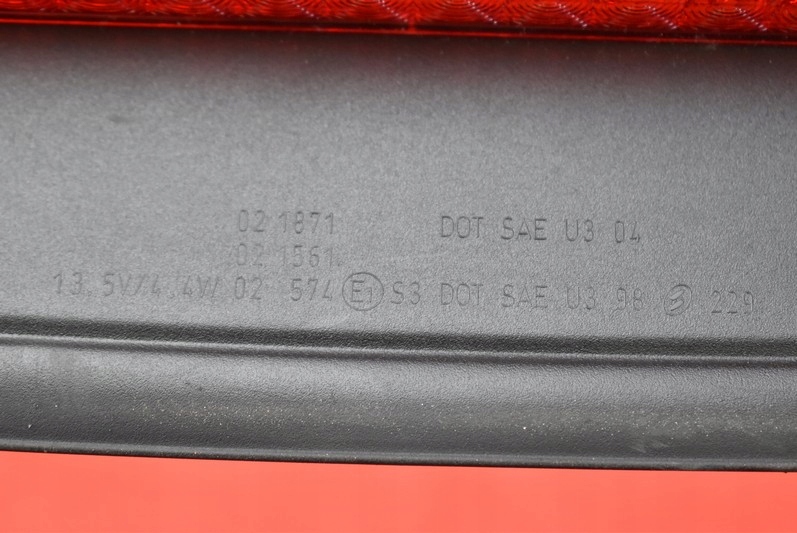 02 1871 DOT SAE U3 04
02 1561
13.5V/4.4W/02 574 E1 S3 DOT SAE U3 98 3 229